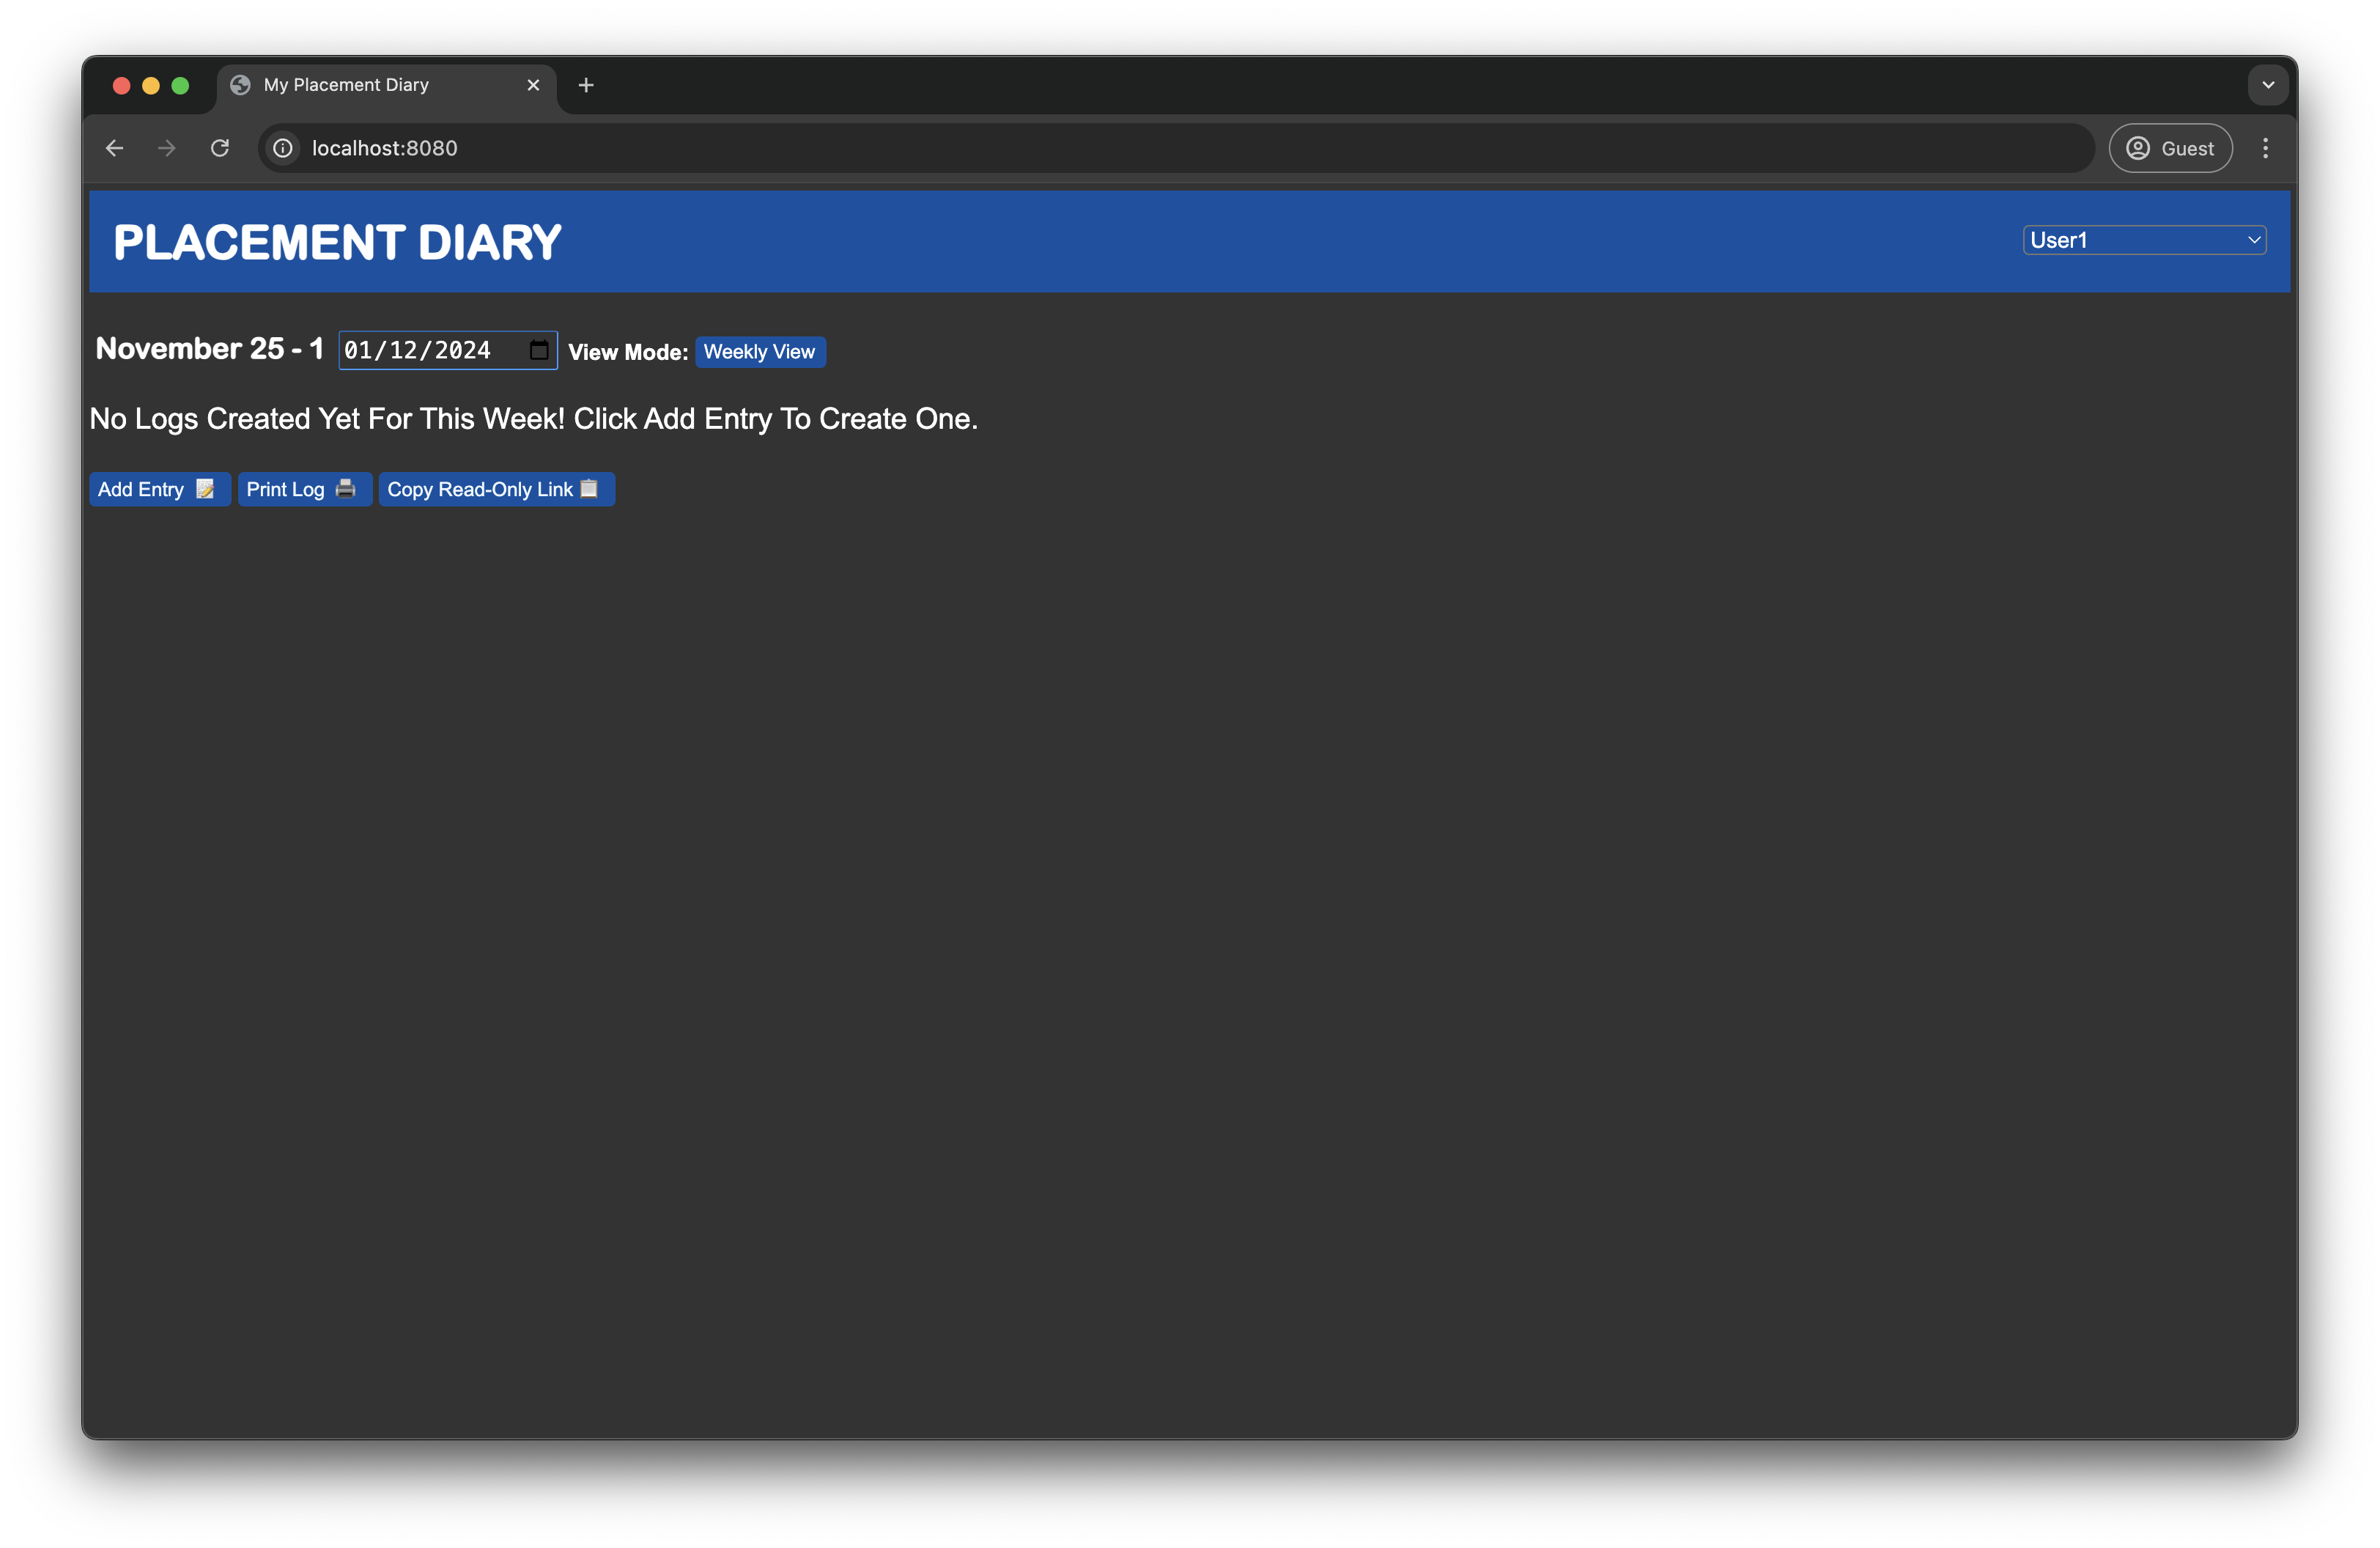 My Placement Diary
localhost:8080
Guest
PLACEMENT DIARY
User1
November 25 - 1 01/12/2024 View Mode: Weekly View
No Logs Created Yet For This Week! Click Add Entry To Create One.
Add Entry 📝 Print Log 🖨️ Copy Read-Only Link 📋